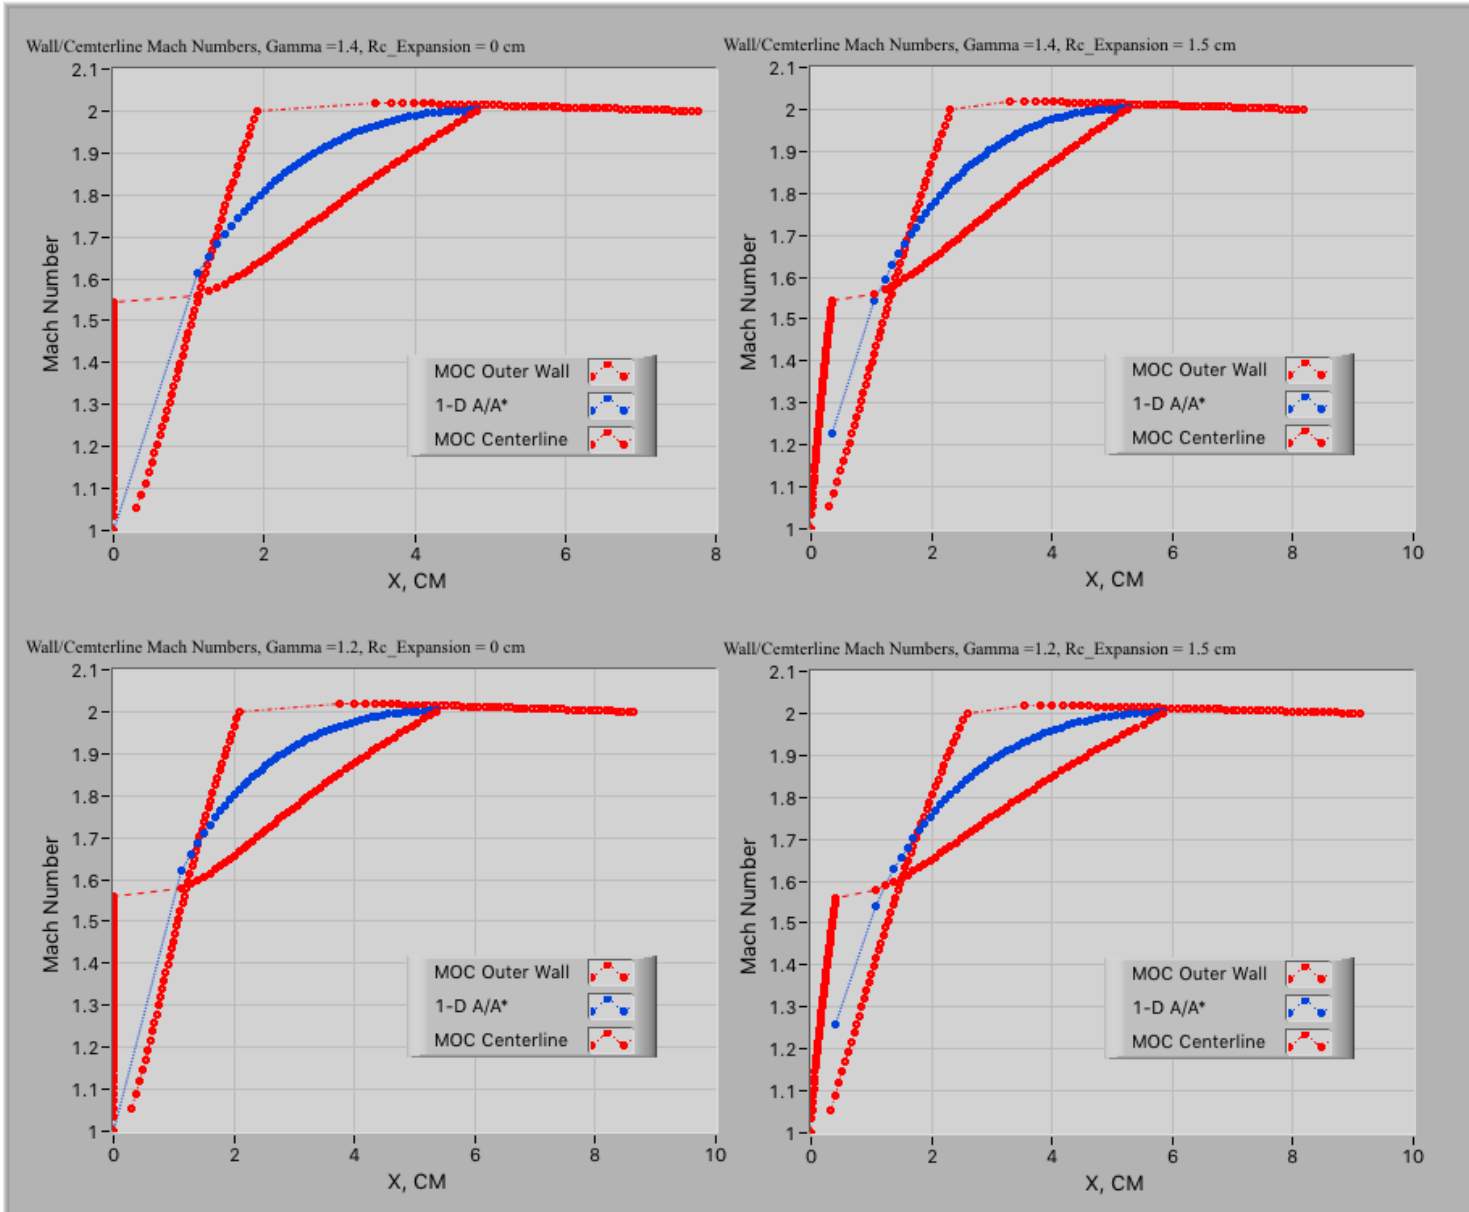 Wall/Cemterline Mach Numbers, Gamma =1.4, Rc_Expansion = 0 cm
2.1
2
1.9
1.8
1.7
1.6
1.5
1.4
1.3
1.2
1.1
1
Mach Number
MOC Outer Wall
1-D A/A*
MOC Centerline
0 2 4 6 8
X, CM
Wall/Cemterline Mach Numbers, Gamma =1.4, Rc_Expansion = 1.5 cm
2.1
2
1.9
1.8
1.7
1.6
1.5
1.4
1.3
1.2
1.1
1
Mach Number
MOC Outer Wall
1-D A/A*
MOC Centerline
0 2 4 6 8 10
X, CM
Wall/Cemterline Mach Numbers, Gamma =1.2, Rc_Expansion = 0 cm
2.1
2
1.9
1.8
1.7
1.6
1.5
1.4
1.3
1.2
1.1
1
Mach Number
MOC Outer Wall
1-D A/A*
MOC Centerline
0 2 4 6 8 10
X, CM
Wall/Cemterline Mach Numbers, Gamma =1.2, Rc_Expansion = 1.5 cm
2.1
2
1.9
1.8
1.7
1.6
1.5
1.4
1.3
1.2
1.1
1
Mach Number
MOC Outer Wall
1-D A/A*
MOC Centerline
0 2 4 6 8 10
X, CM